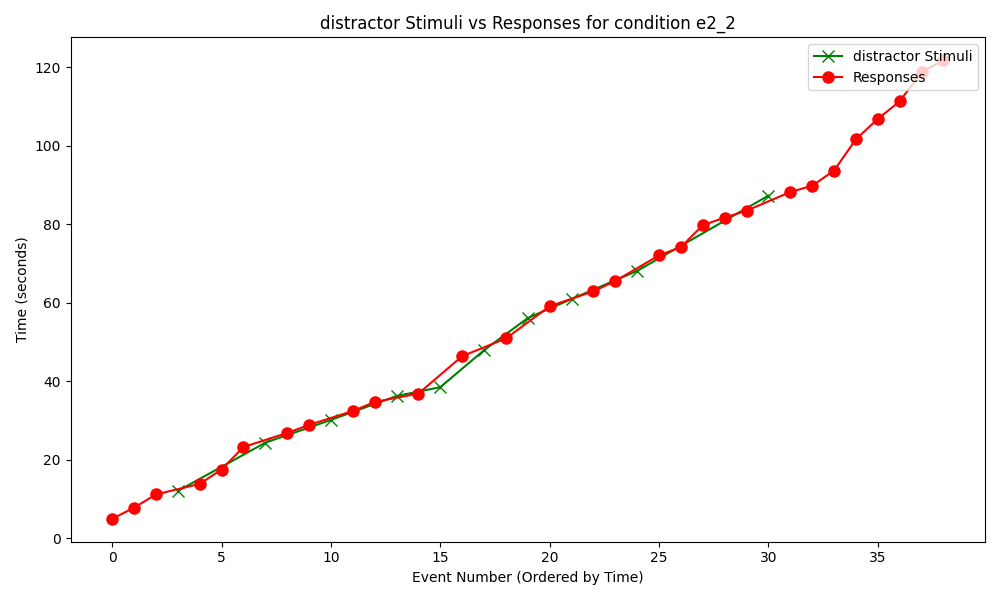 distractor Stimuli vs Responses for condition e2_2
distractor Stimuli
Responses
120
100
80
60
40
20
0
Time (seconds)
0 5 10 15 20 25 30 35
Event Number (Ordered by Time)